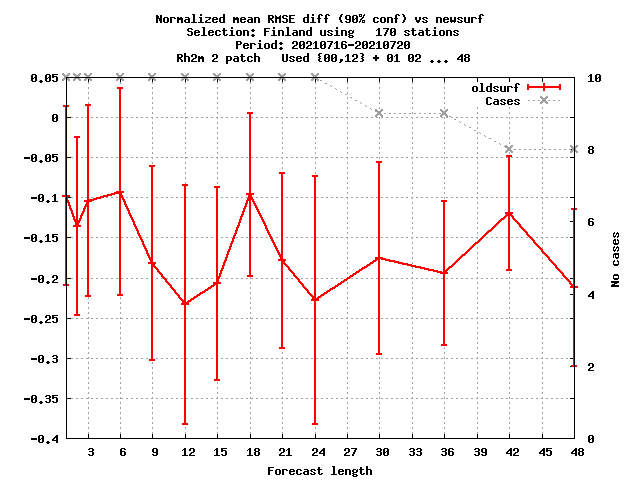 Normalized mean RMSE diff (90% conf) vs newsurf
Selection: Finland using   170 stations
Period: 20210716-20210720
Rh2m 2 patch   Used {00,12} + 01 02 ... 48
oldsurf
Cases
0.05
0
-0.05
-0.1
-0.15
-0.2
-0.25
-0.3
-0.35
-0.4
10
8
6
4
2
0
No cases
3 6 9 12 15 18 21 24 27 30 33 36 39 42 45 48
Forecast length